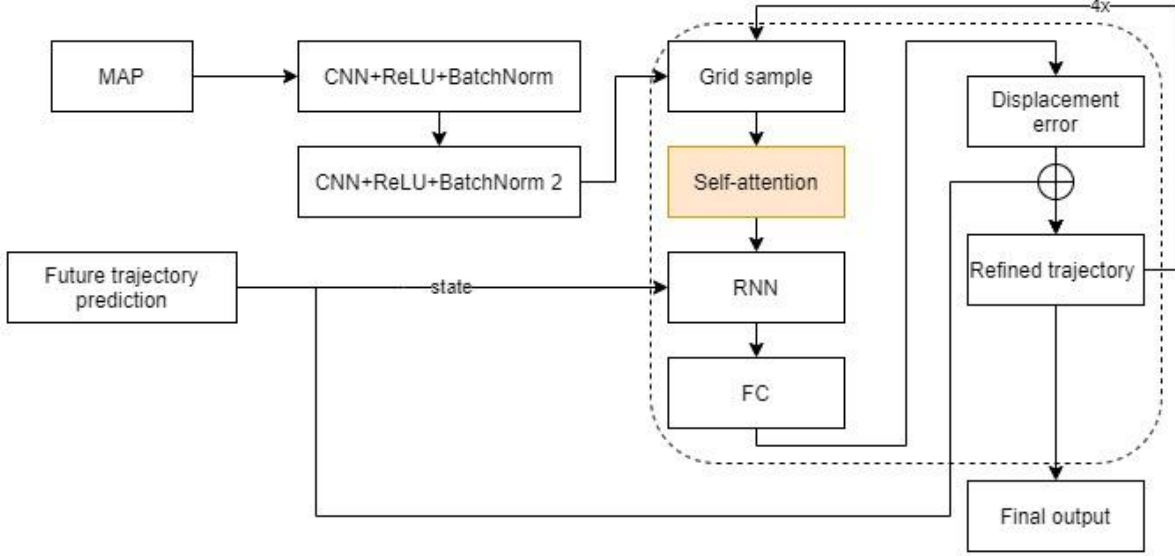 4x
MAP
CNN+ReLU+BatchNorm
Grid sample
Displacement
error
CNN+ReLU+BatchNorm 2
Self-attention
Future trajectory
prediction
state
RNN
Refined trajectory
FC
Final output